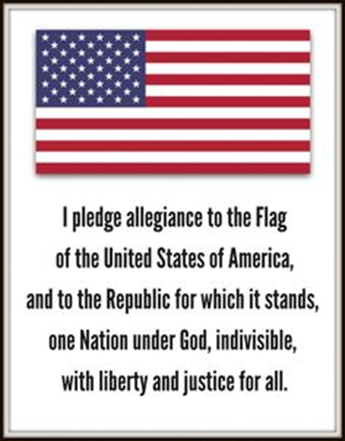 I pledge allegiance to the Flag
of the United States of America,
and to the Republic for which it stands,
one Nation under God, indivisible,
with liberty and justice for all.